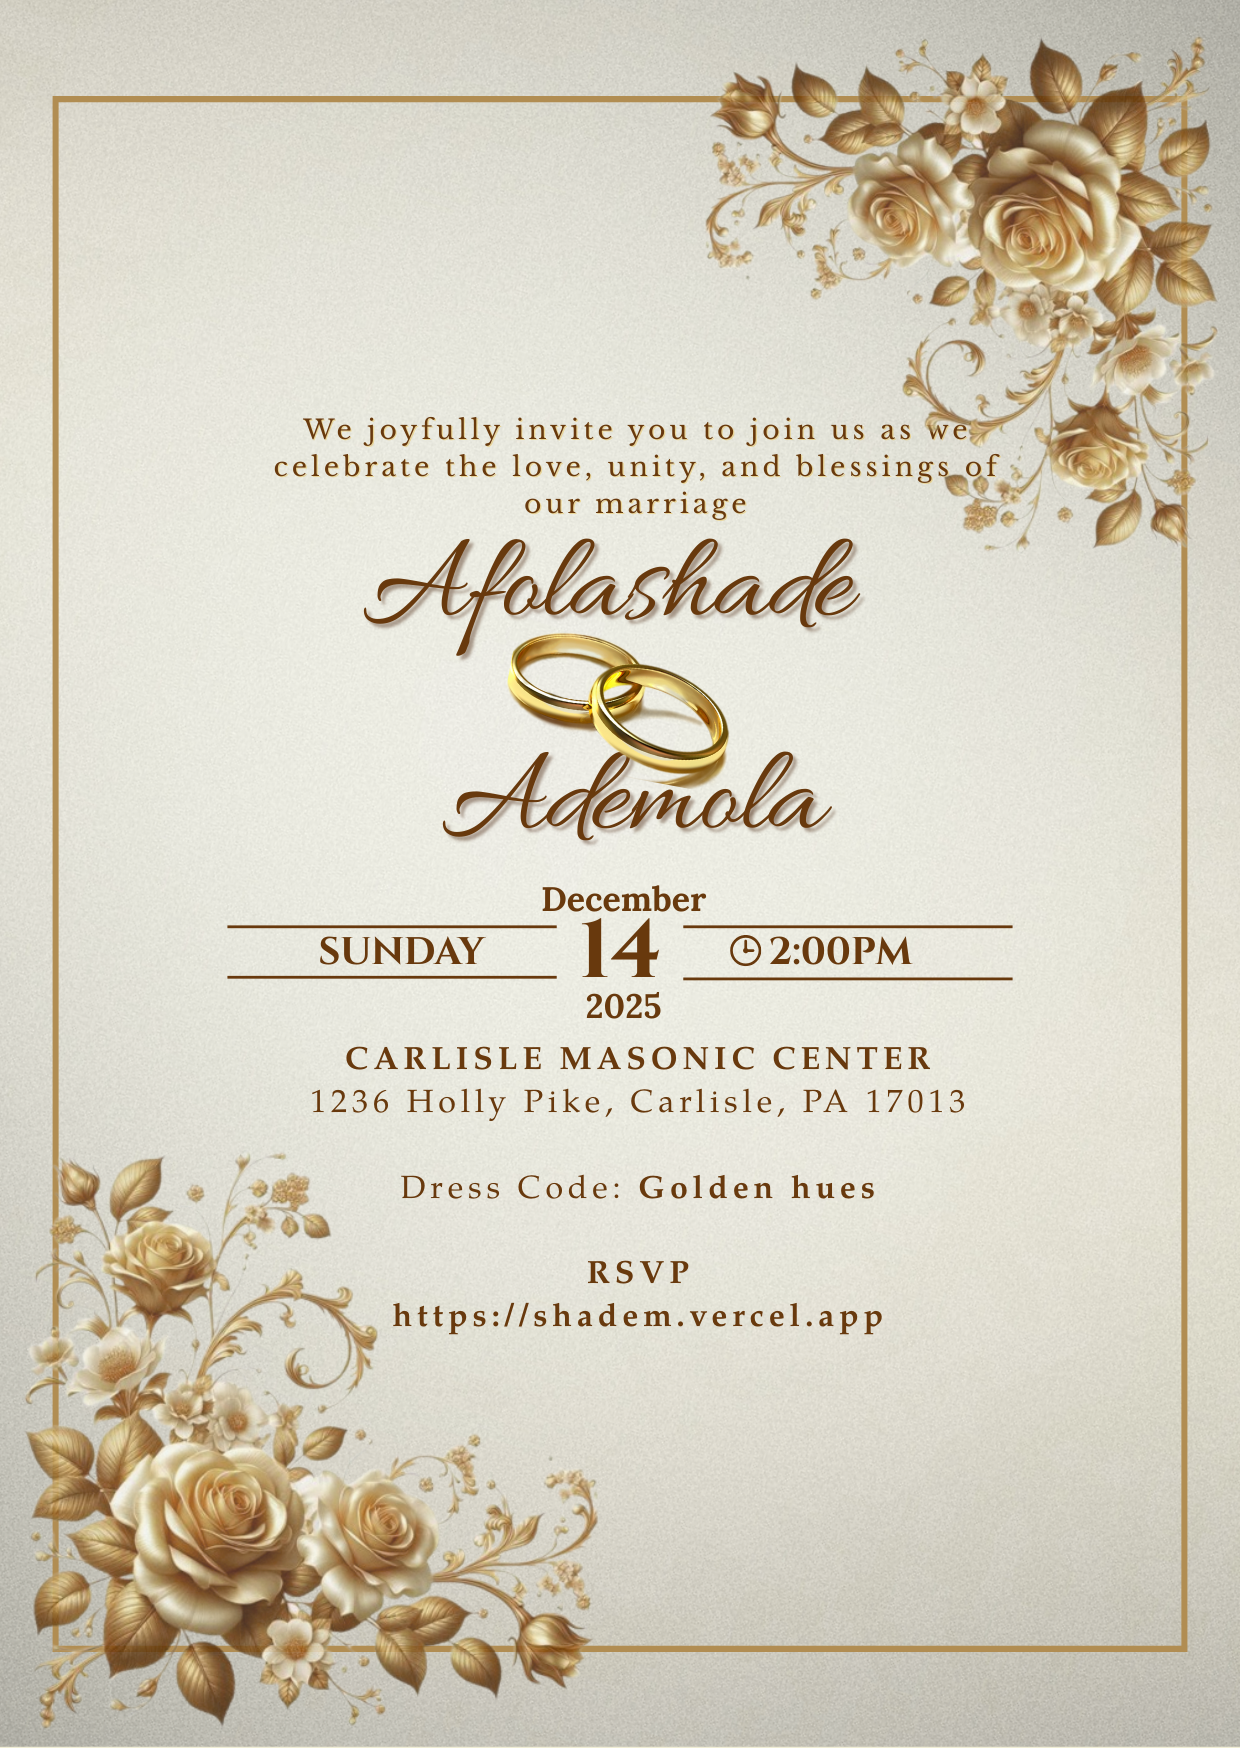 We joyfully invite you to join us as we
celebrate the love, unity, and blessings of
our marriage
Afolashade
Ademola
December
SUNDAY 14 2:00PM
2025
CARLISLE MASONIC CENTER
1236 Holly Pike, Carlisle, PA 17013
Dress Code: Golden hues
RSVP
https://shadem.vercel.app